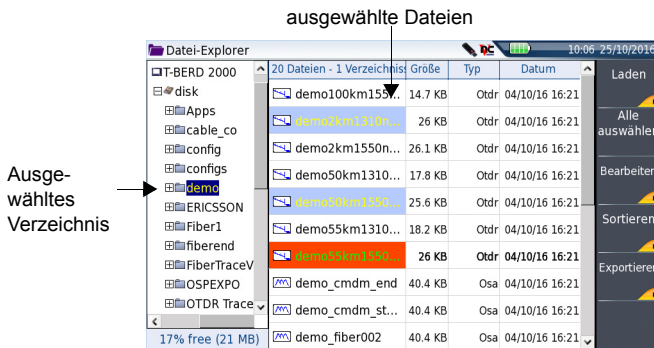 ausgewählte Dateien
Datei-Explorer
10:06 25/10/2016
T-BERD 2000
disk
Apps
cable_co
config
configs
demo
ERICSSON
Fiber1
fiberend
FiberTraceV
OSPEXPO
OTDR Trace
17% free (21 MB)
Ausge-
wähltes
Verzeichnis
20 Dateien - 1 Verzeichnis Größe Typ Datum
demo100km155... 14.7 KB Otdr 04/10/16 16:21
demo2km1310n... 26 KB Otdr 04/10/16 16:21
demo2km1550n... 26.1 KB Otdr 04/10/16 16:21
demo50km1310... 17.8 KB Otdr 04/10/16 16:21
demo50km1550... 25.6 KB Otdr 04/10/16 16:21
demo55km1310... 18.2 KB Otdr 04/10/16 16:21
demo55km1550... 26 KB Otdr 04/10/16 16:21
demo_cmdm_end 40.4 KB Osa 04/10/16 16:21
demo_cmdm_st... 40.4 KB Osa 04/10/16 16:21
demo_fiber002 40.4 KB Osa 04/10/16 16:21
Laden
Alle
auswählen
Bearbeiten
Sortieren
Exportieren